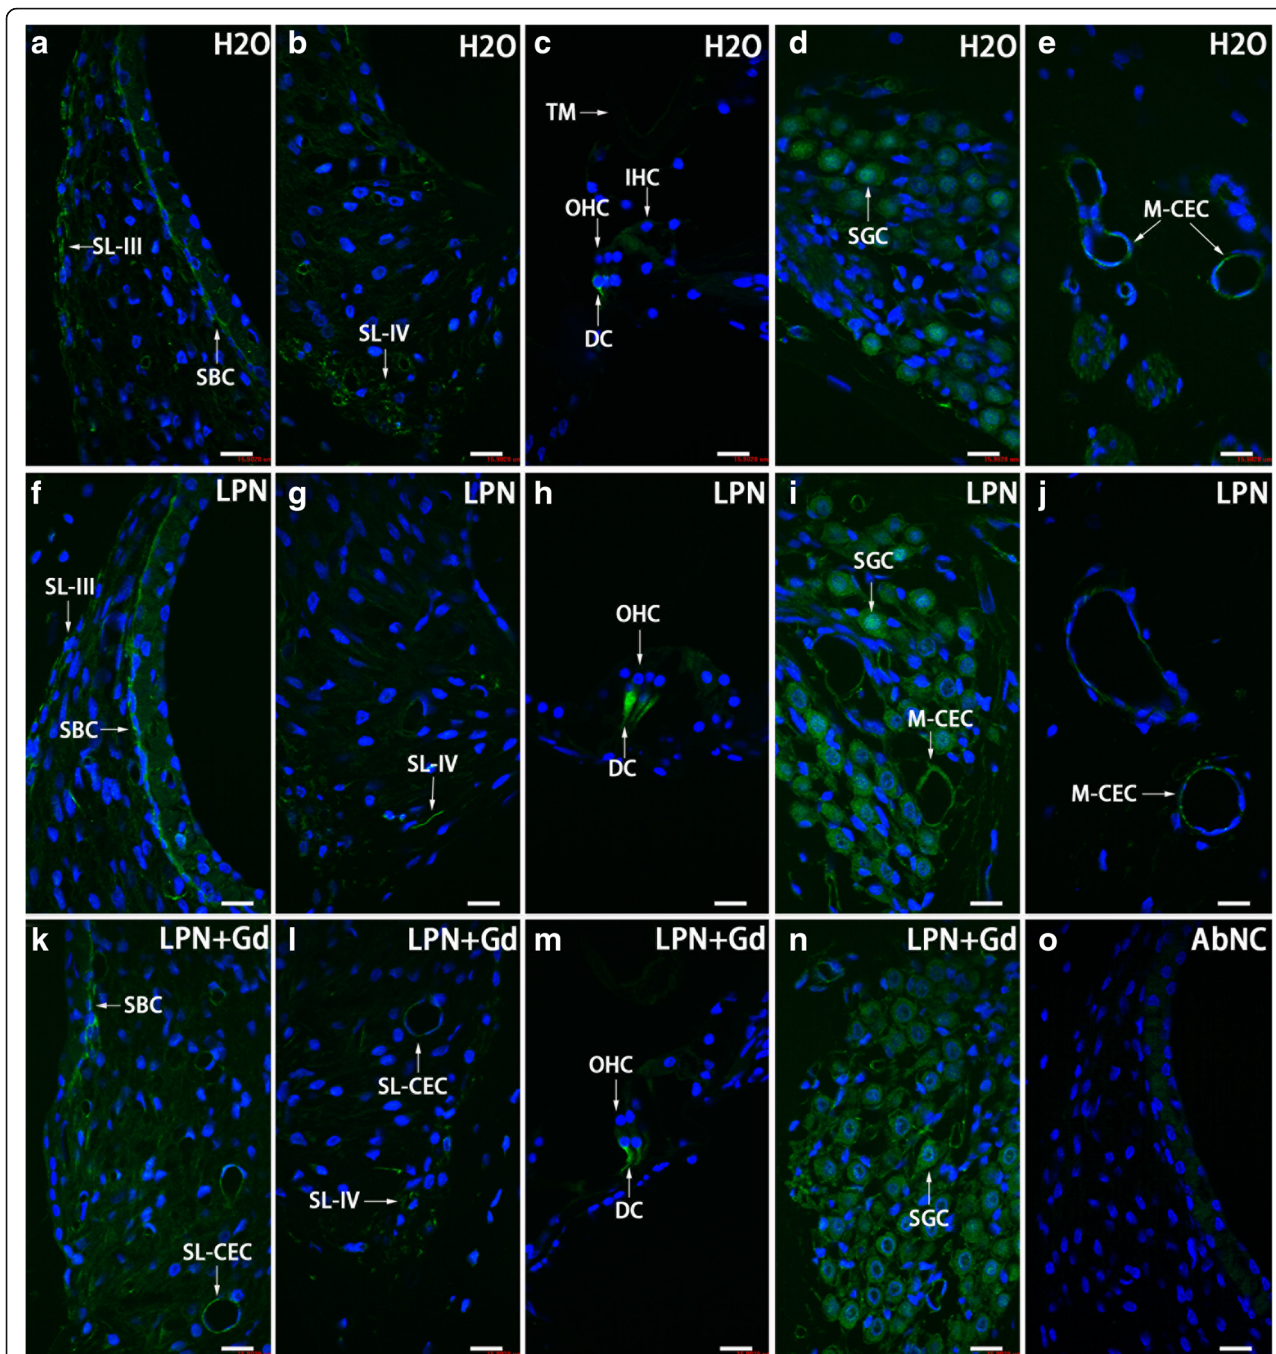 a H2O
SL-III
SBC
b H2O
SL-IV
c H2O
TM
IHC
OHC
DC
d H2O
SGC
e H2O
M-CEC
f LPN
SL-III
SBC
g LPN
SL-IV
h LPN
OHC
DC
i LPN
SGC
M-CEC
j LPN
M-CEC
k LPN+Gd
SBC
SL-CEC
l LPN+Gd
SL-CEC
SL-IV
m LPN+Gd
OHC
DC
n LPN+Gd
SGC
o AbNC